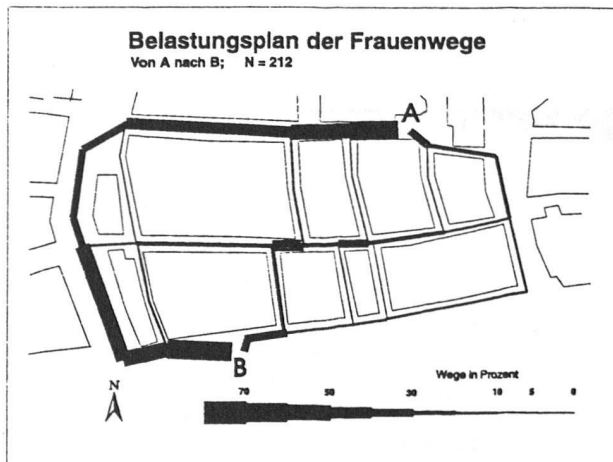 Belastungsplan der Frauenwege
Von A nach B; N = 212
A
B
N
Wege in Prozent
70 50 30 10 5 0